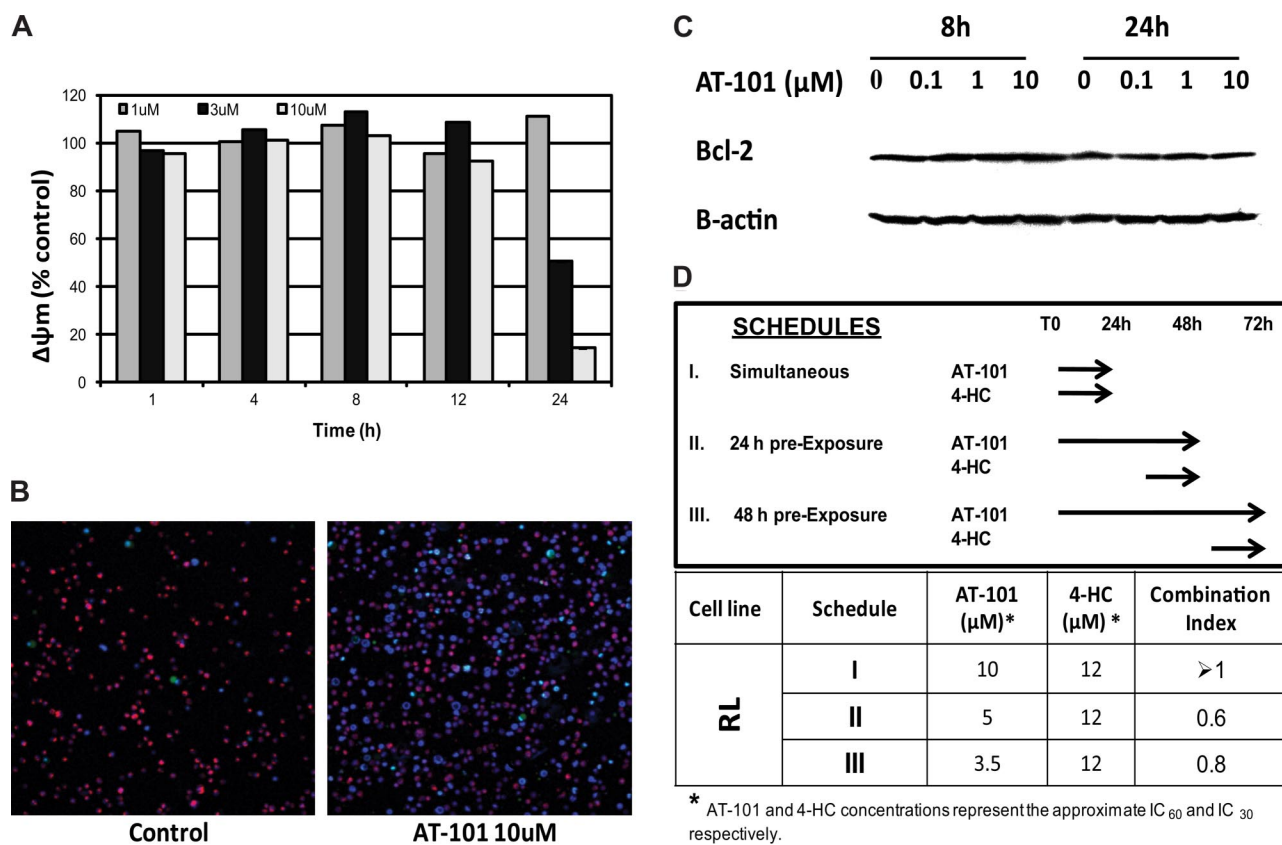 A
120
100
80
60
40
20
0
1uM 3uM 10uM
ΔΨm (% control)
1 4 8 12 24
Time (h)
B
Control AT-101 10uM
C
8h 24h
AT-101 (µM) 0 0.1 1 10 0 0.1 1 10
Bcl-2
B-actin
D
SCHEDULES T0 24h 48h 72h
I. Simultaneous AT-101
4-HC
II. 24 h pre-Exposure AT-101
4-HC
III. 48 h pre-Exposure AT-101
4-HC
Cell line Schedule AT-101 (µM)* 4-HC (µM) * Combination Index
RL
I 10 12 ➢1
II 5 12 0.6
III 3.5 12 0.8
* AT-101 and 4-HC concentrations represent the approximate IC 60 and IC 30
respectively.